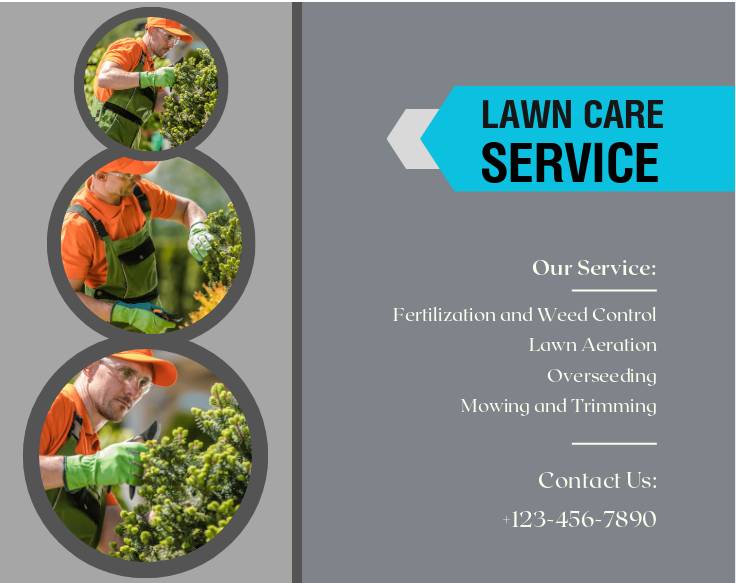 LAWN CARE
SERVICE
Our Service:
Fertilization and Weed Control
Lawn Aeration
Overseeding
Mowing and Trimming
Contact Us:
+123-456-7890